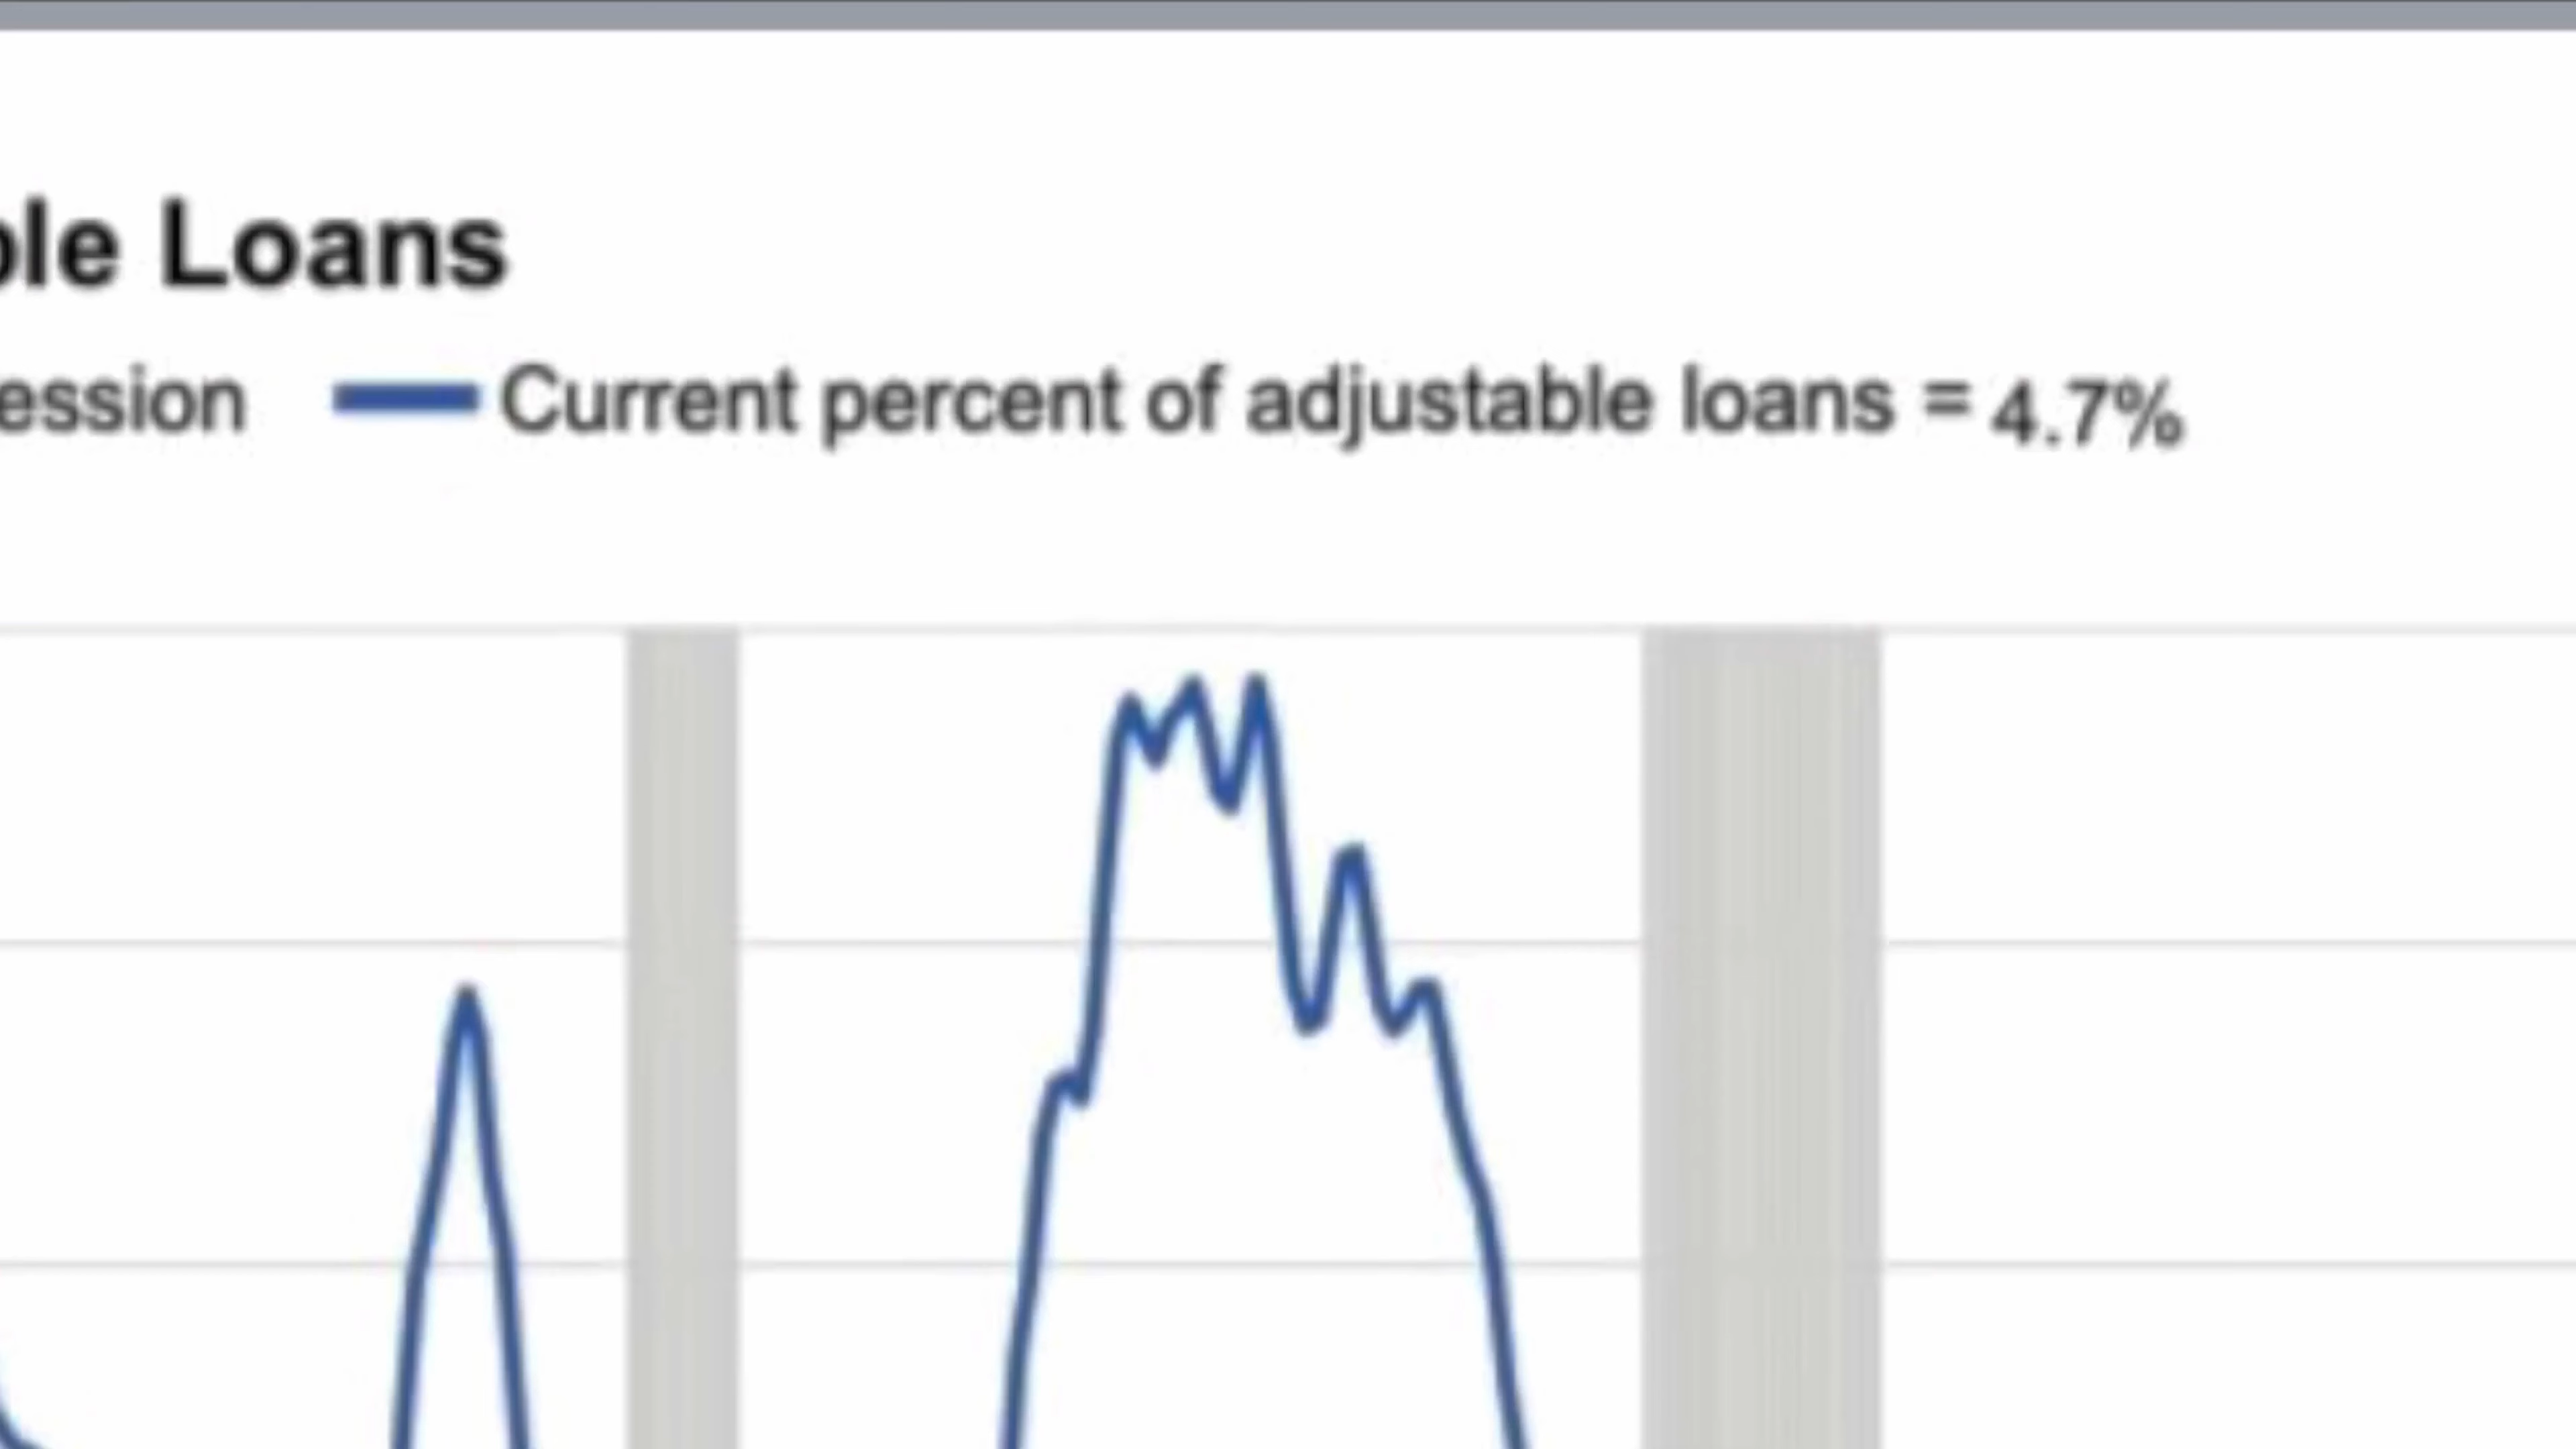 ble Loans
ession Current percent of adjustable loans = 4.7%